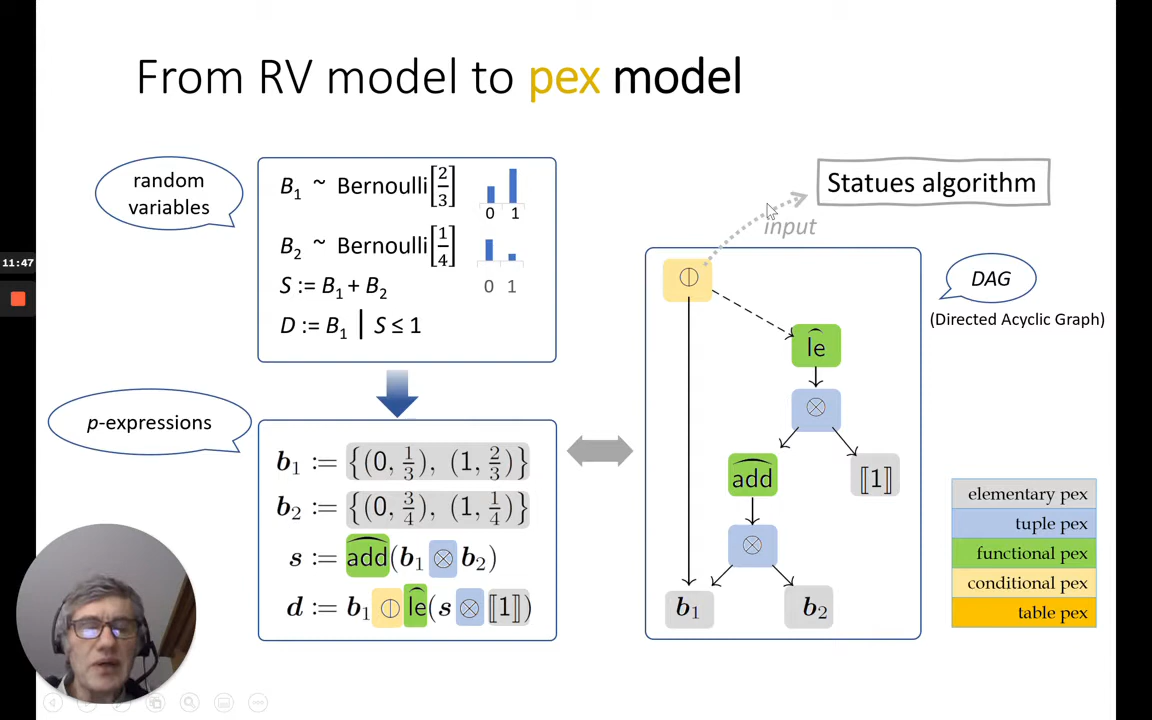 From RV model to pex model
random
variables
B₁ ~ Bernoulli[2/3]
0 1
B₂ ~ Bernoulli[1/4]
0 1
S := B₁ + B₂
D := B₁ | S ≤ 1
p-expressions
b₁ := {(0, 1/3), (1, 2/3)}
b₂ := {(0, 3/4), (1, 1/4)}
s := add(b₁ ⊗ b₂)
d := b₁ ⦶ le(s ⊗ ⟦1⟧)
Statues algorithm
input
⦶
le
⊗
add
⟦1⟧
⊗
b₁
b₂
DAG
(Directed Acyclic Graph)
elementary pex
tuple pex
functional pex
conditional pex
table pex
11:47